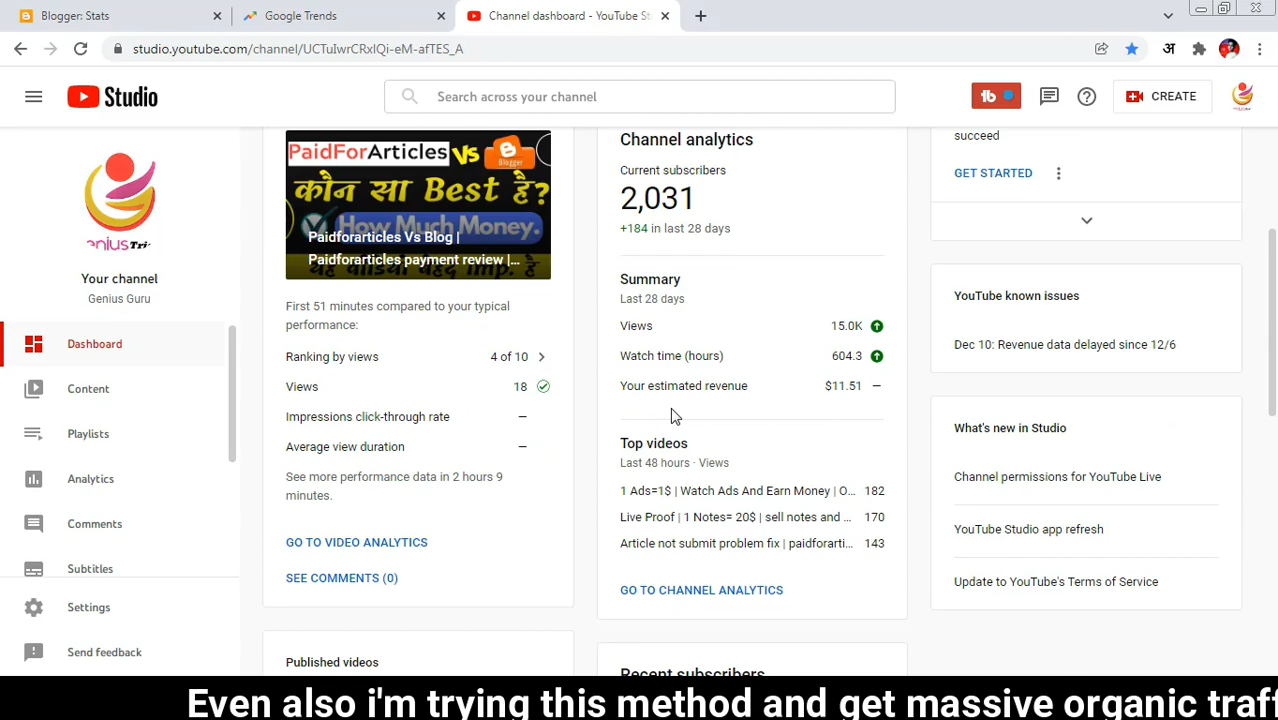 Blogger: Stats
Google Trends
Channel dashboard - YouTube St
studio.youtube.com/channel/UCTuIwrCRxlQi-eM-afTES_A
अ
Studio
Search across your channel
1b
CREATE
enius Tri
Your channel
Genius Guru
Dashboard
Content
Playlists
Analytics
Comments
Subtitles
Settings
Send feedback
PaidForArticles Vs
Blogger
कौन सा Best है?
How Much Money.
Paidforarticles Vs Blog |
Paidforarticles payment review |...
First 51 minutes compared to your typical
performance:
Ranking by views 4 of 10
Views 18
Impressions click-through rate –
Average view duration –
See more performance data in 2 hours 9
minutes.
GO TO VIDEO ANALYTICS
SEE COMMENTS (0)
Published videos
Channel analytics
Current subscribers
2,031
+184 in last 28 days
Summary
Last 28 days
Views 15.0K
Watch time (hours) 604.3
Your estimated revenue $11.51 –
Top videos
Last 48 hours · Views
1 Ads=1$ | Watch Ads And Earn Money | O... 182
Live Proof | 1 Notes= 20$ | sell notes and ... 170
Article not submit problem fix | paidforarti... 143
GO TO CHANNEL ANALYTICS
Recent subscribers
succeed
GET STARTED
YouTube known issues
Dec 10: Revenue data delayed since 12/6
What's new in Studio
Channel permissions for YouTube Live
YouTube Studio app refresh
Update to YouTube's Terms of Service
Even also i'm trying this method and get massive organic traf